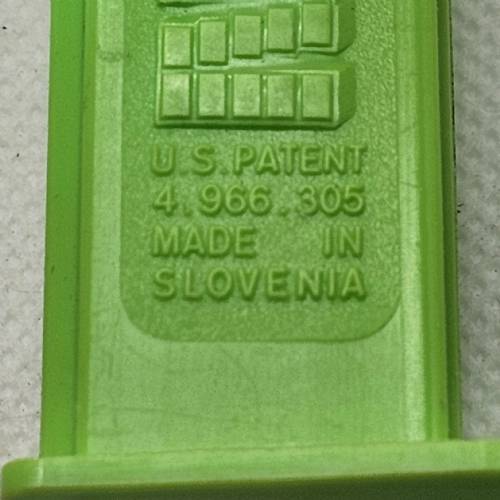 U.S. PATENT
4.966.305
MADE IN
SLOVENIA